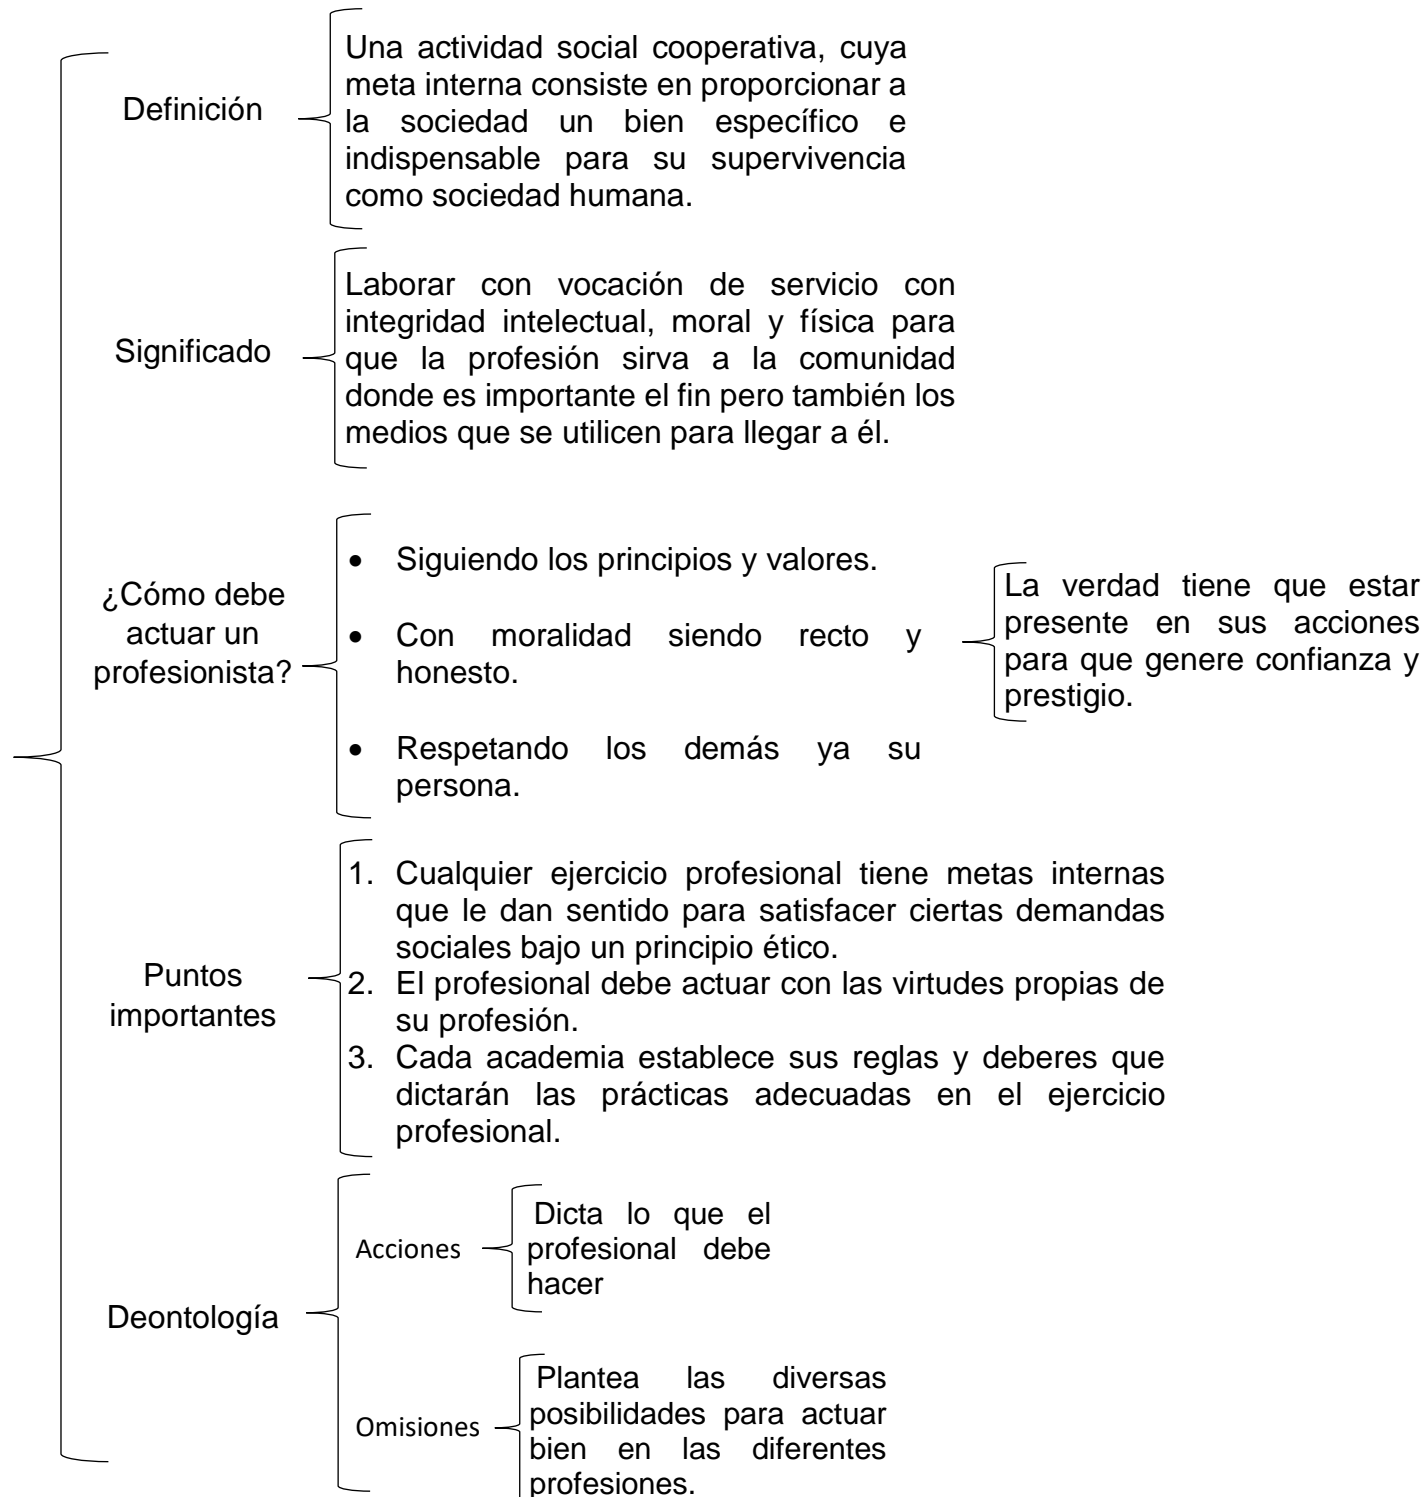 Definición
Una actividad social cooperativa, cuya
meta interna consiste en proporcionar a
la sociedad un bien específico e
indispensable para su supervivencia
como sociedad humana.
Significado
Laborar con vocación de servicio con
integridad intelectual, moral y física para
que la profesión sirva a la comunidad
donde es importante el fin pero también los
medios que se utilicen para llegar a él.
¿Cómo debe
actuar un
profesionista?
• Siguiendo los principios y valores.
• Con moralidad siendo recto y
honesto.
• Respetando los demás ya su
persona.
La verdad tiene que estar
presente en sus acciones
para que genere confianza y
prestigio.
Puntos
importantes
1. Cualquier ejercicio profesional tiene metas internas
que le dan sentido para satisfacer ciertas demandas
sociales bajo un principio ético.
2. El profesional debe actuar con las virtudes propias de
su profesión.
3. Cada academia establece sus reglas y deberes que
dictarán las prácticas adecuadas en el ejercicio
profesional.
Deontología
Acciones
Dicta lo que el
profesional debe
hacer
Omisiones
Plantea las diversas
posibilidades para actuar
bien en las diferentes
profesiones.